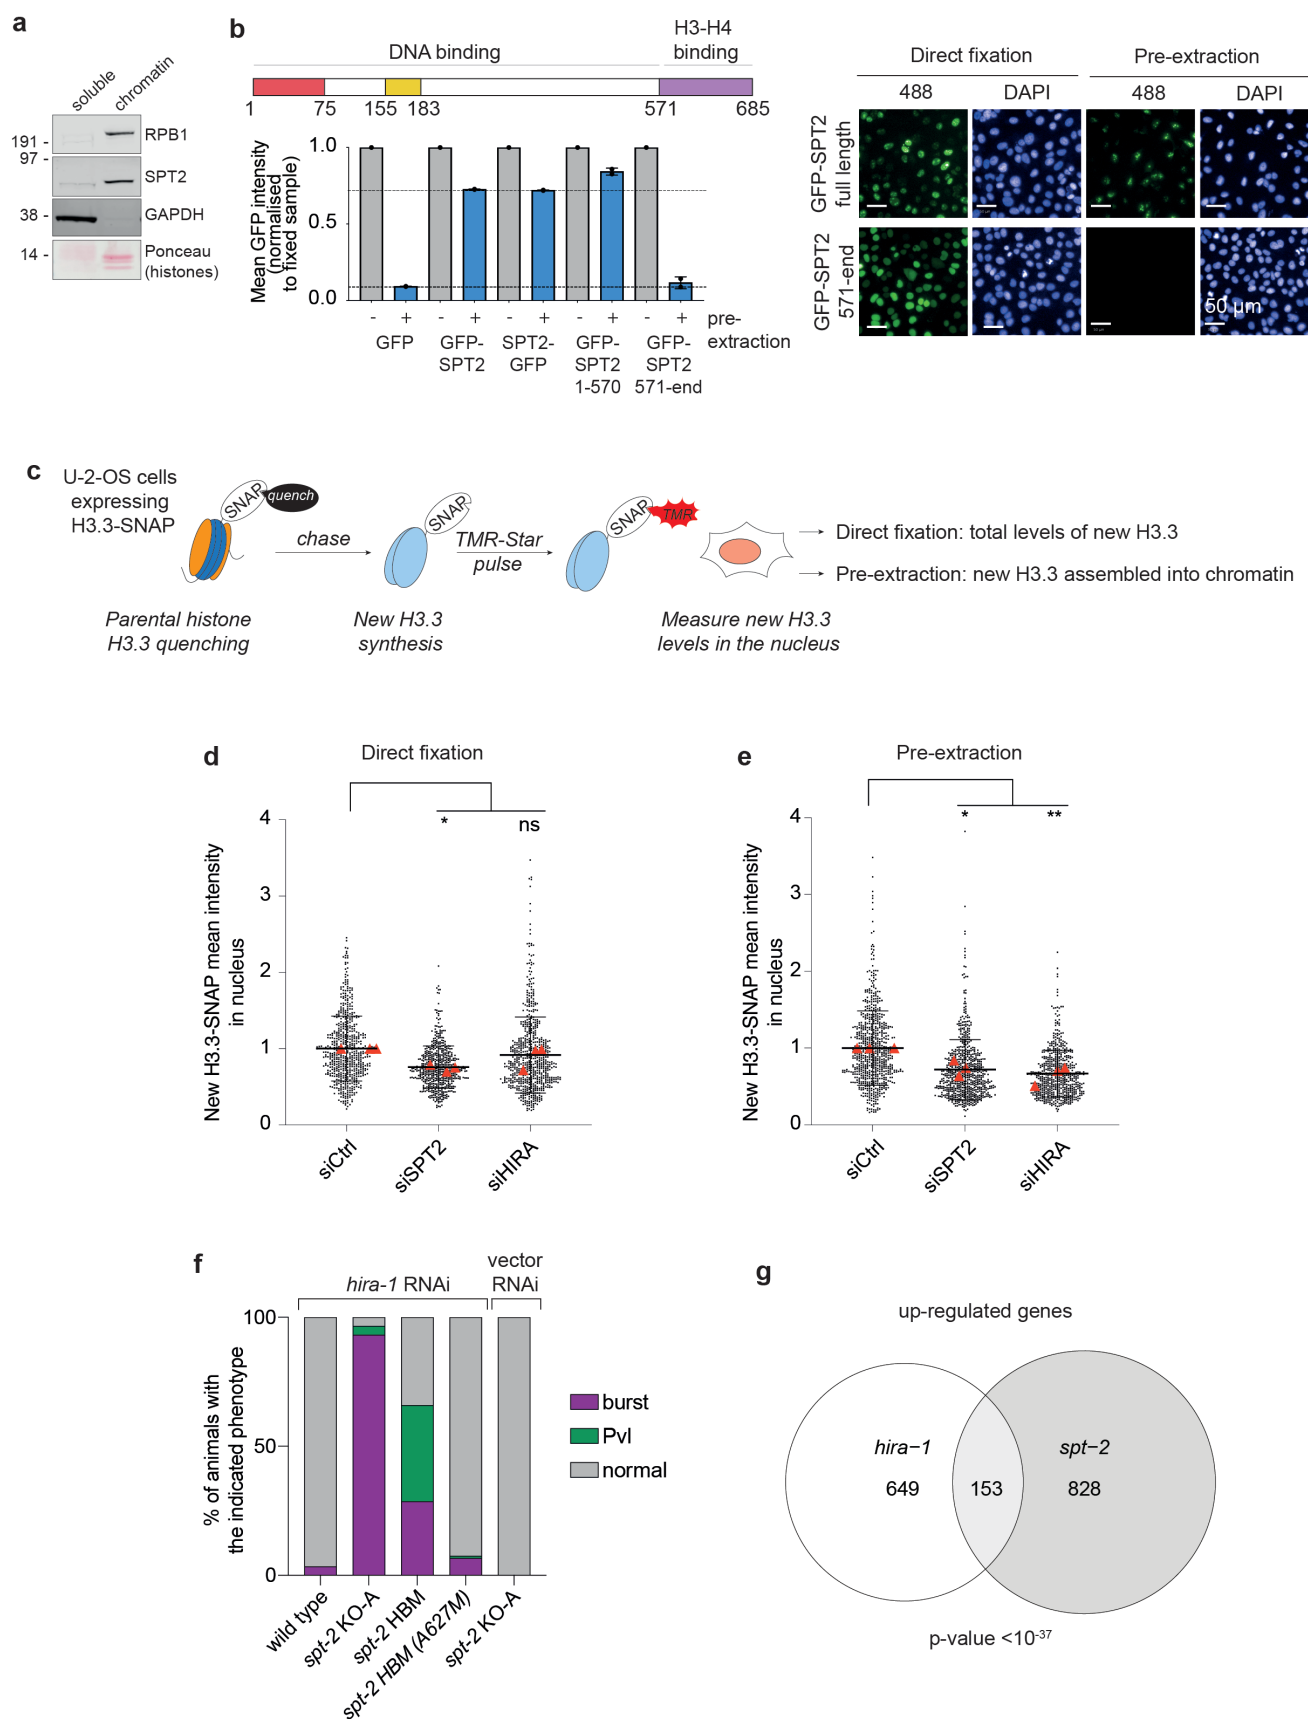 a
soluble
chromatin
191 -
97 -
38 -
14 -
RPB1
SPT2
GAPDH
Ponceau
(histones)
b
DNA binding
H3-H4
binding
1
75
155
183
571
685
Mean GFP intensity
(normalised
to fixed sample)
1.0
0.5
0.0
- + - + - + - + - +
pre-
extraction
GFP
GFP-
SPT2
SPT2-
GFP
GFP-
SPT2
1-570
GFP-
SPT2
571-end
Direct fixation
Pre-extraction
488
DAPI
488
DAPI
GFP-SPT2
full length
GFP-SPT2
571-end
50 μm
c
U-2-OS cells
expressing
H3.3-SNAP
SNAP
quench
chase
SNAP
TMR-Star
pulse
SNAP
TMR
Direct fixation: total levels of new H3.3
Pre-extraction: new H3.3 assembled into chromatin
Parental histone
H3.3 quenching
New H3.3
synthesis
Measure new H3.3
levels in the nucleus
d
Direct fixation
* ns
New H3.3-SNAP mean intensity
in nucleus
4
3
2
1
0
siCtrl
siSPT2
siHIRA
e
Pre-extraction
* **
New H3.3-SNAP mean intensity
in nucleus
4
3
2
1
0
siCtrl
siSPT2
siHIRA
f
hira-1 RNAi
vector
RNAi
% of animals with
the indicated phenotype
100
50
0
wild type
spt-2 KO-A
spt-2 HBM
spt-2 HBM (A627M)
spt-2 KO-A
burst
Pvl
normal
g
up-regulated genes
hira−1
649
153
spt−2
828
p-value <10-37